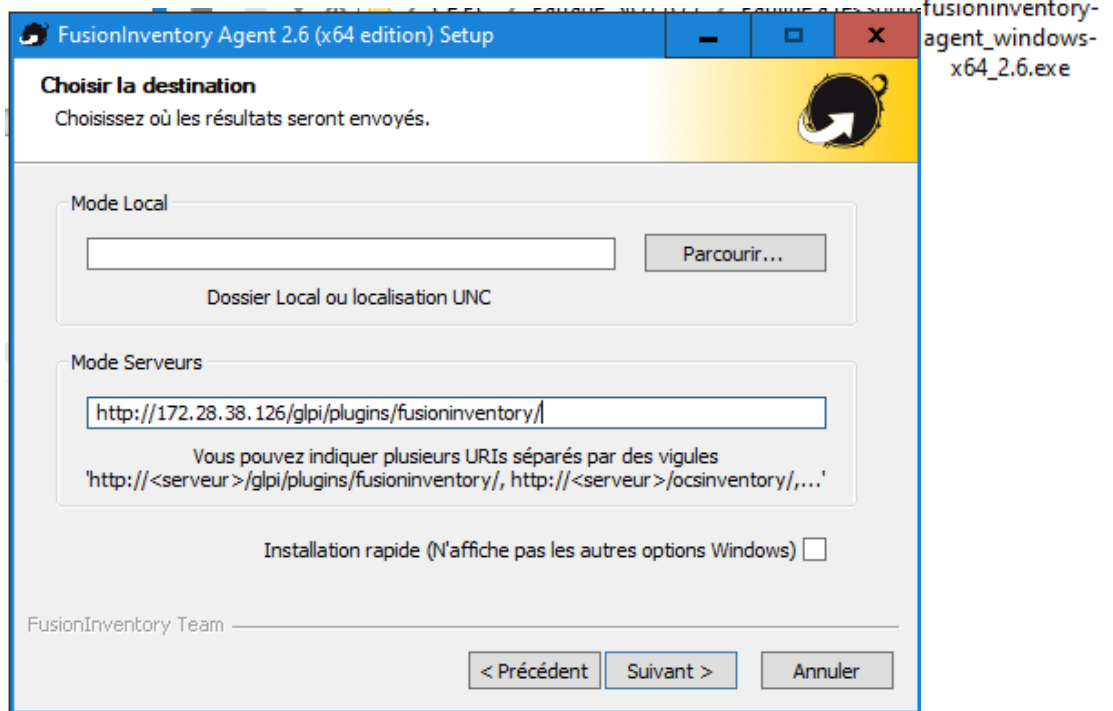 fusioninventory-
agent_windows-
x64_2.6.exe
FusionInventory Agent 2.6 (x64 edition) Setup
Choisir la destination
Choisissez où les résultats seront envoyés.
Mode Local
Parcourir...
Dossier Local ou localisation UNC
Mode Serveurs
http://172.28.38.126/glpi/plugins/fusioninventory/
Vous pouvez indiquer plusieurs URIs séparés par des vigules
'http://<serveur>/glpi/plugins/fusioninventory/, http://<serveur>/ocsinventory/,...'
Installation rapide (N'affiche pas les autres options Windows)
FusionInventory Team
< Précédent Suivant > Annuler